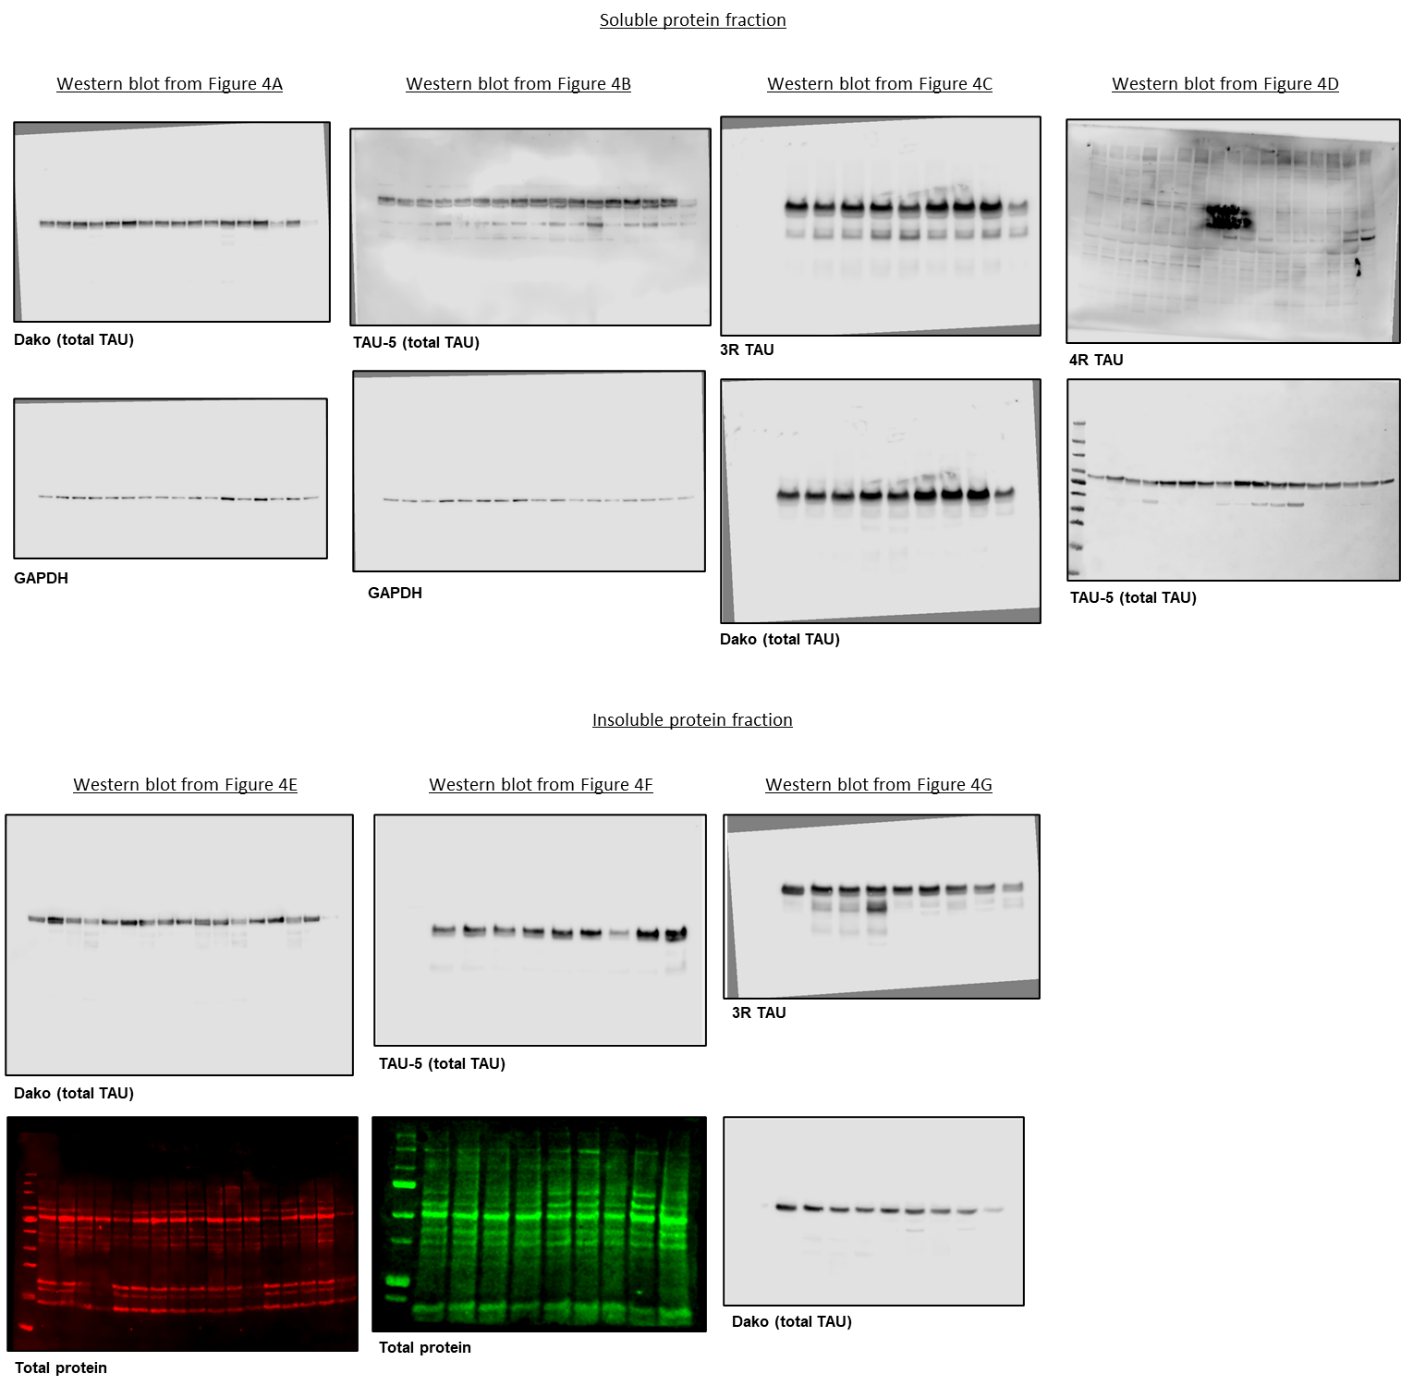 Soluble protein fraction
Western blot from Figure 4A
Western blot from Figure 4B
Western blot from Figure 4C
Western blot from Figure 4D
Dako (total TAU)
TAU-5 (total TAU)
3R TAU
4R TAU
GAPDH
GAPDH
Dako (total TAU)
TAU-5 (total TAU)
Insoluble protein fraction
Western blot from Figure 4E
Western blot from Figure 4F
Western blot from Figure 4G
Dako (total TAU)
TAU-5 (total TAU)
3R TAU
Total protein
Total protein
Dako (total TAU)